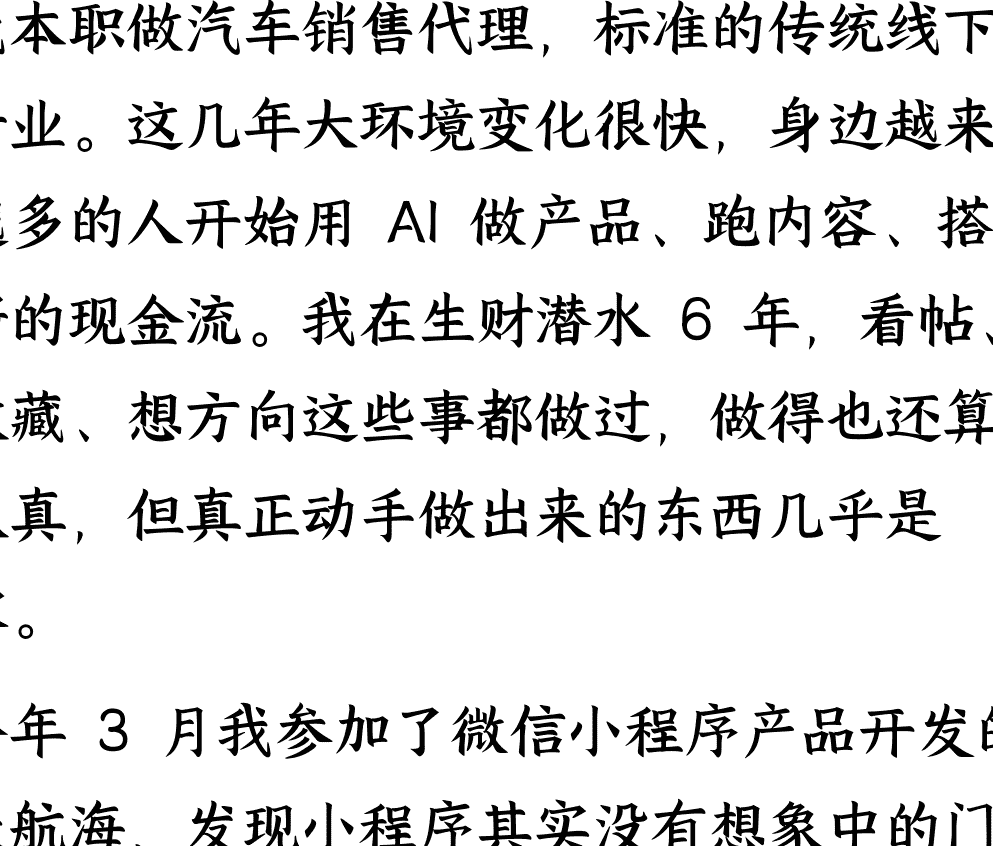 本职做汽车销售代理，标准的传统线下
业。这几年大环境变化很快，身边越来
多的人开始用 AI 做产品、跑内容、搭
的现金流。我在生财潜水 6 年，看帖、
藏、想方向这些事都做过，做得也还算
真，但真正动手做出来的东西几乎是
。
年 3 月我参加了微信小程序产品开发的
航海，发现小程序其实没有想象中的门